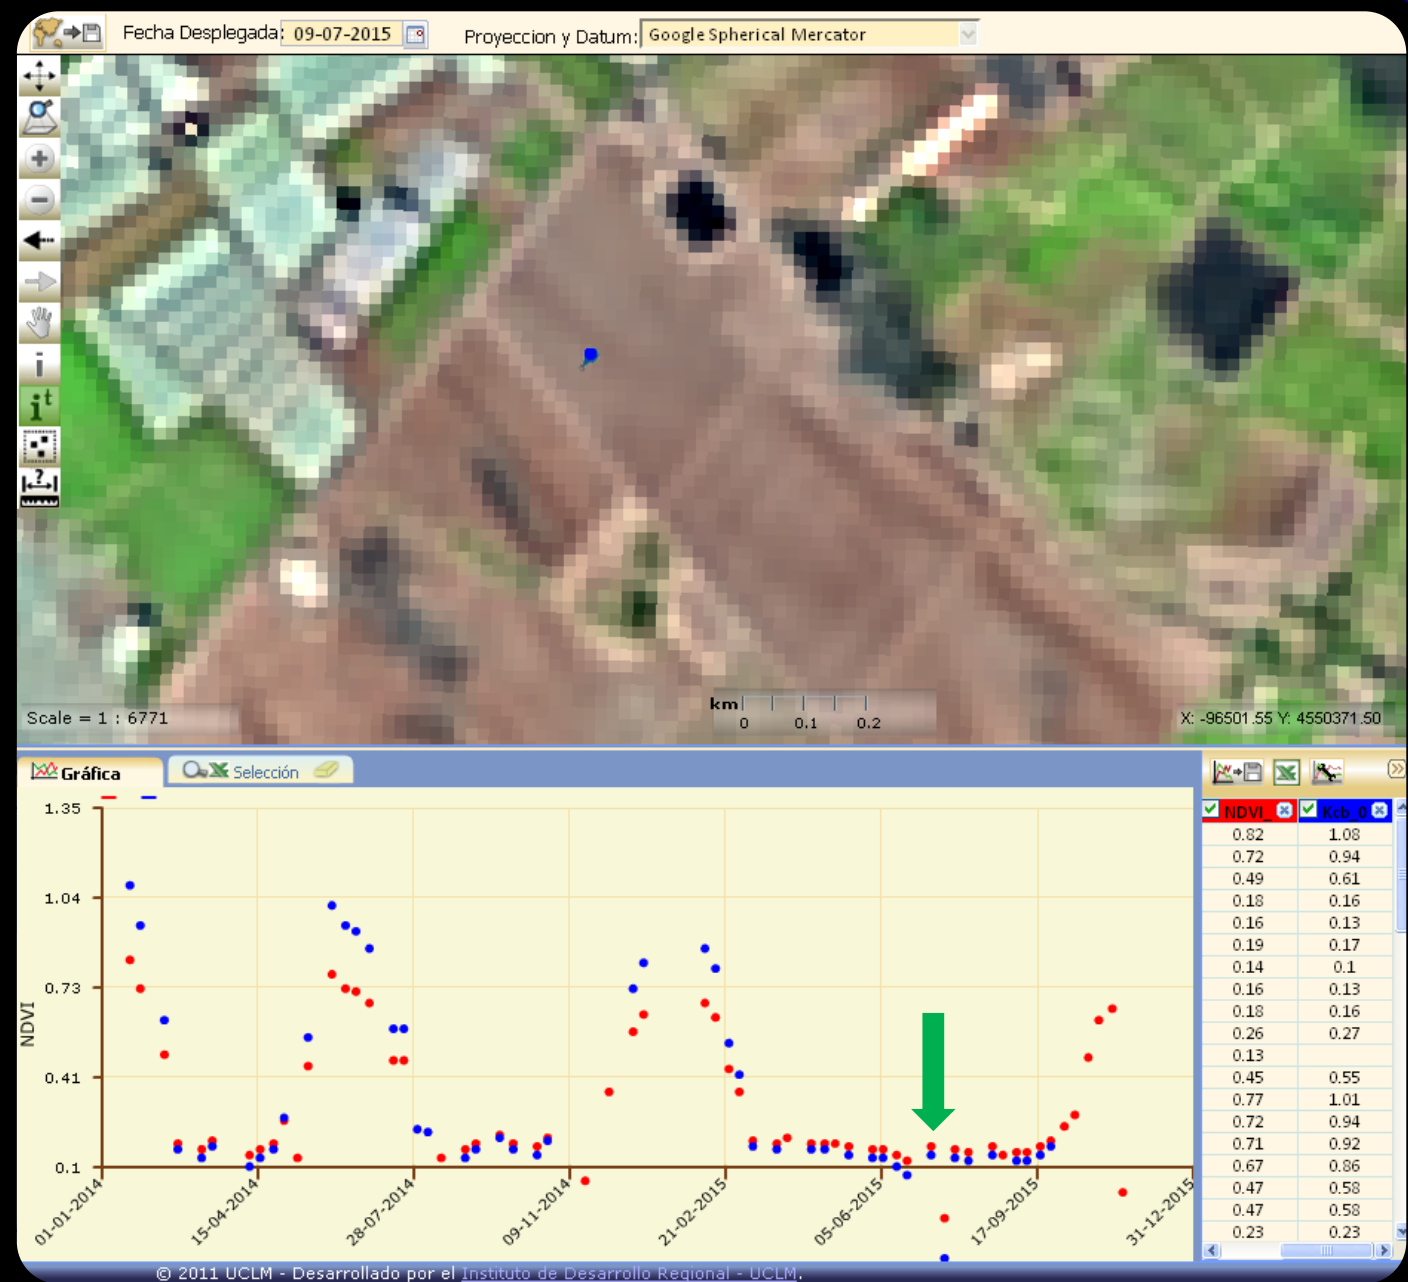 Fecha Desplegada: 09-07-2015 Proyeccion y Datum: Google Spherical Mercator
i
it
?
Scale = 1 : 6771
km
0 0.1 0.2
X: -96501.55 Y: 4550371.50
Gráfica
Selección
NDVI_ Kcb_0
1.35
1.04
0.73
0.41
0.1
NDVI
01-01-2014
15-04-2014
28-07-2014
09-11-2014
21-02-2015
05-06-2015
17-09-2015
31-12-2015
0.82 1.08
0.72 0.94
0.49 0.61
0.18 0.16
0.16 0.13
0.19 0.17
0.14 0.1
0.16 0.13
0.18 0.16
0.26 0.27
0.13
0.45 0.55
0.77 1.01
0.72 0.94
0.71 0.92
0.67 0.86
0.47 0.58
0.47 0.58
0.23 0.23
© 2011 UCLM - Desarrollado por el Instituto de Desarrollo Regional - UCLM.